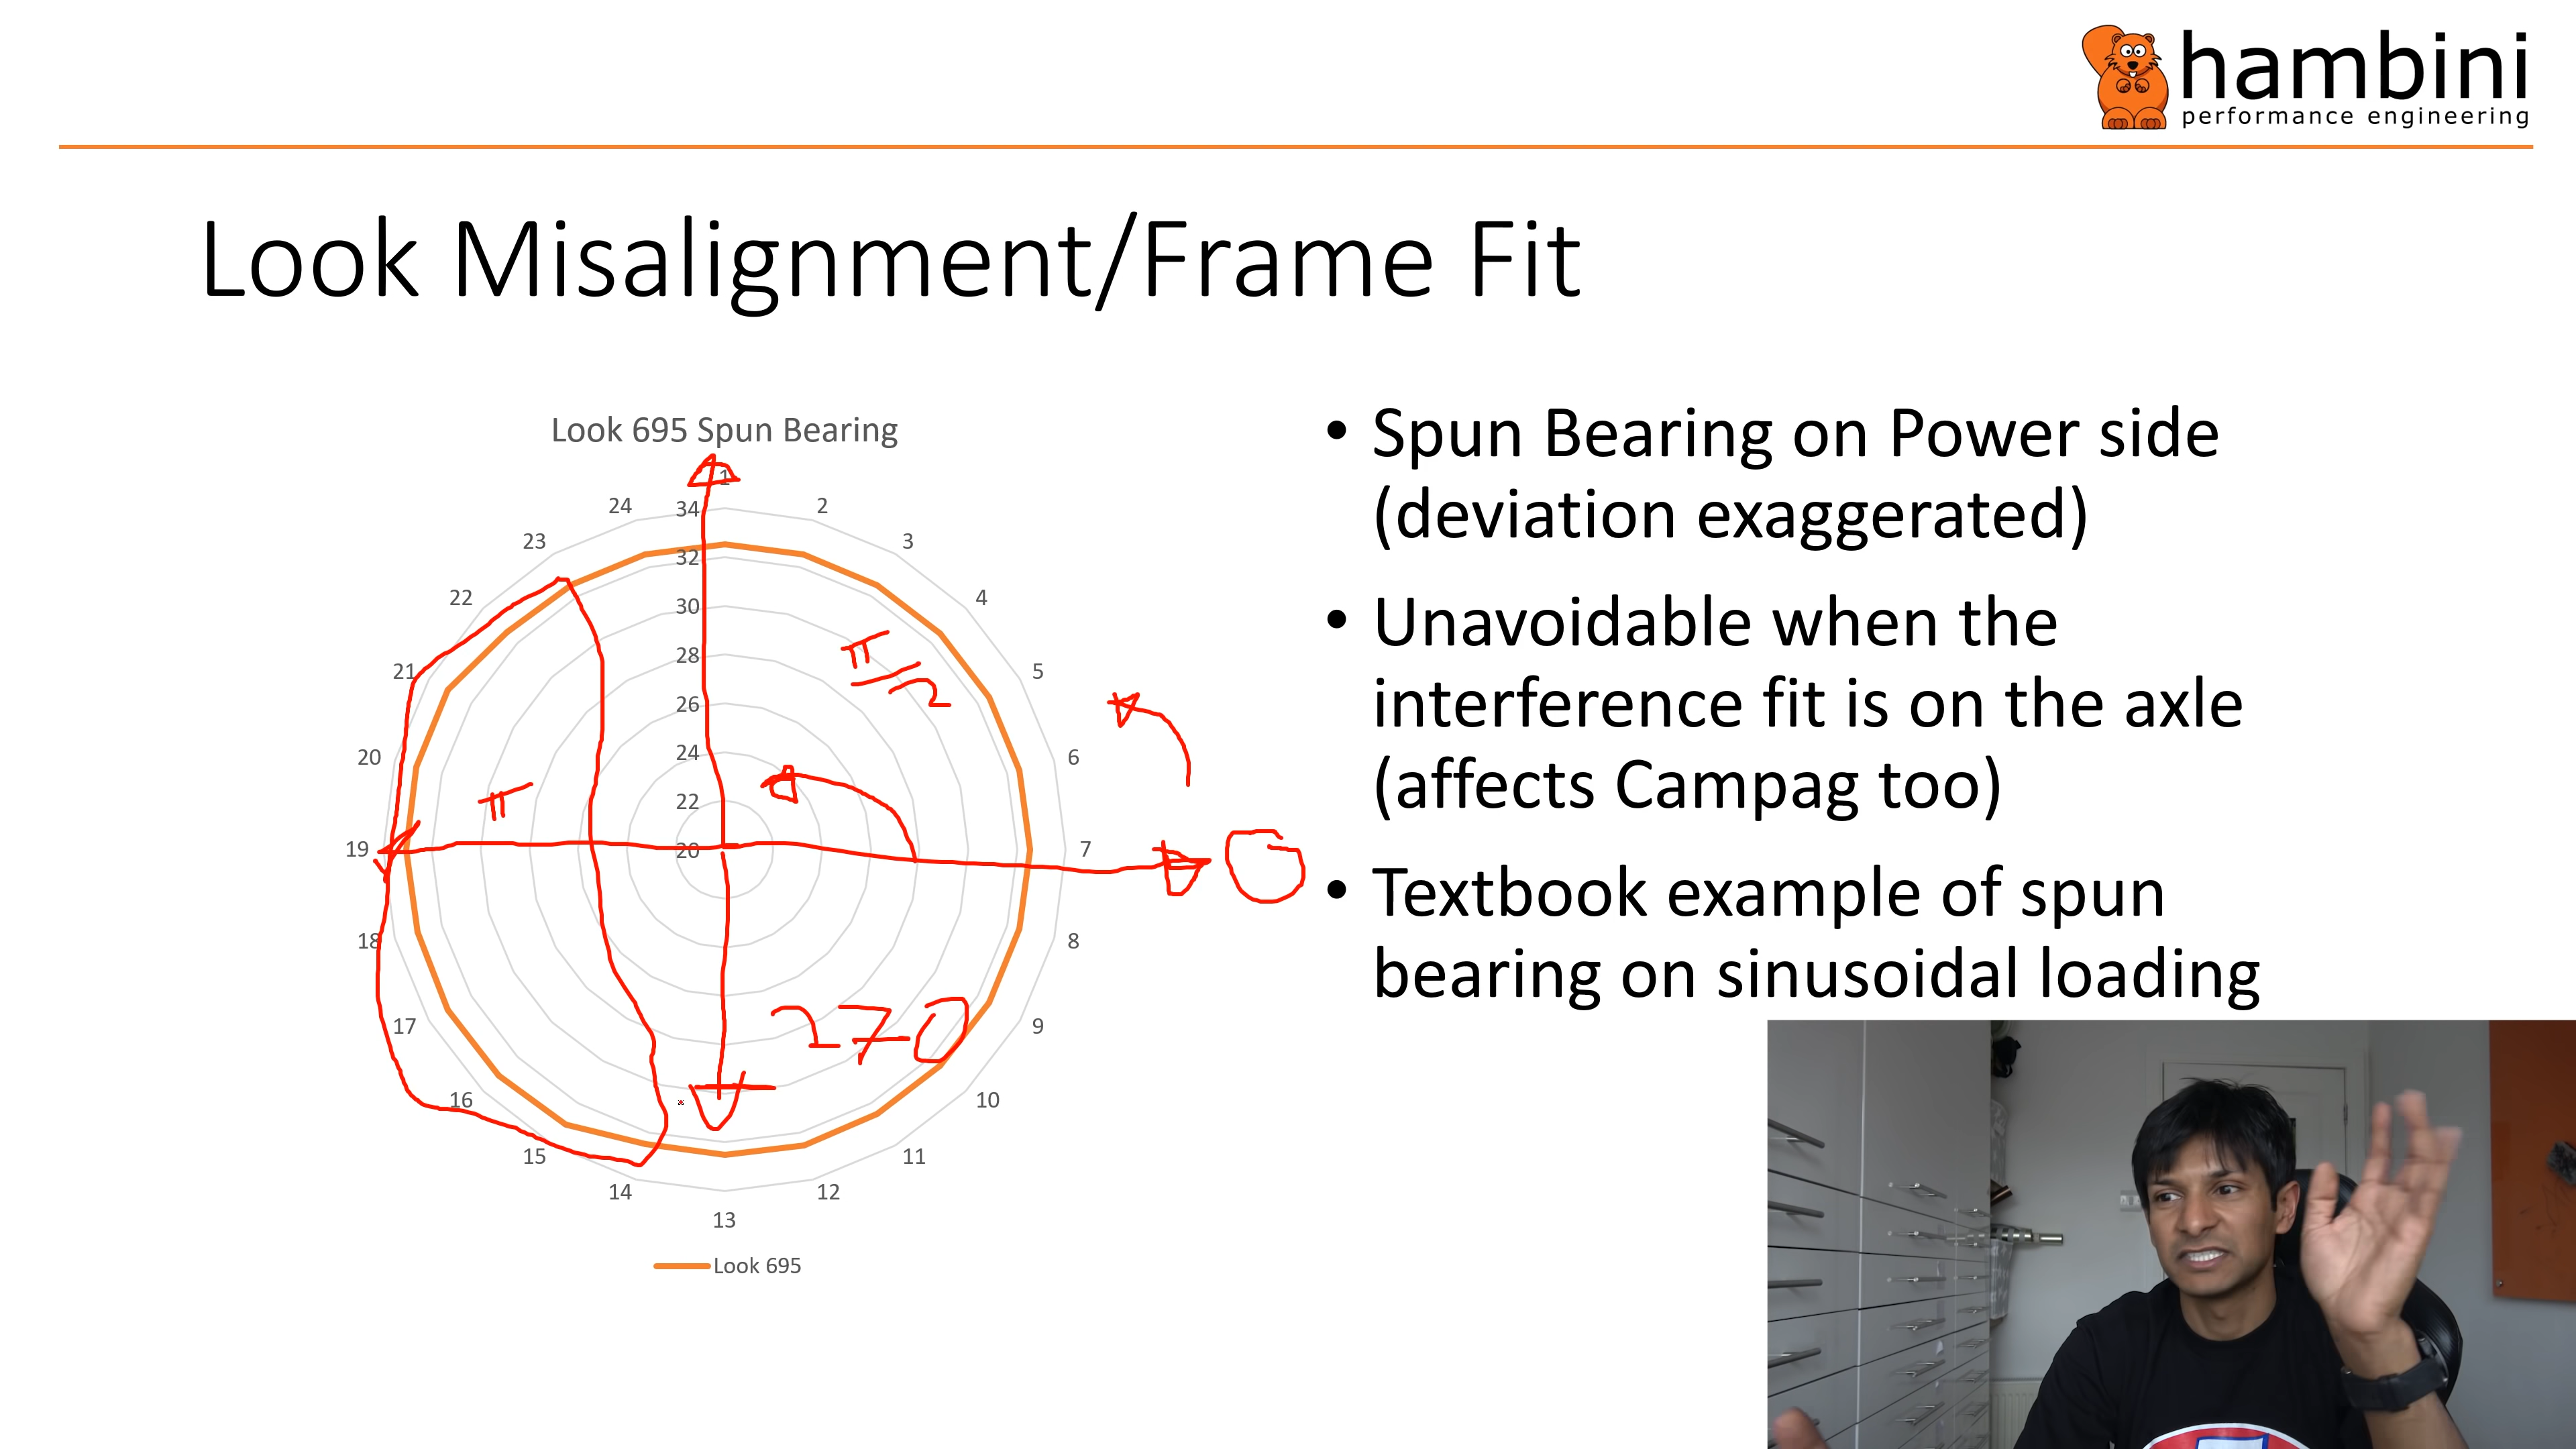 hambini
performance engineering
Look Misalignment/Frame Fit
Look 695 Spun Bearing
1
2
3
4
5
6
7
8
9
10
11
12
13
14
15
16
17
18
19
20
21
22
23
24
34
32
30
28
26
24
22
20
π/2
π
0
270
Look 695
• Spun Bearing on Power side
(deviation exaggerated)
• Unavoidable when the
interference fit is on the axle
(affects Campag too)
• Textbook example of spun
bearing on sinusoidal loading